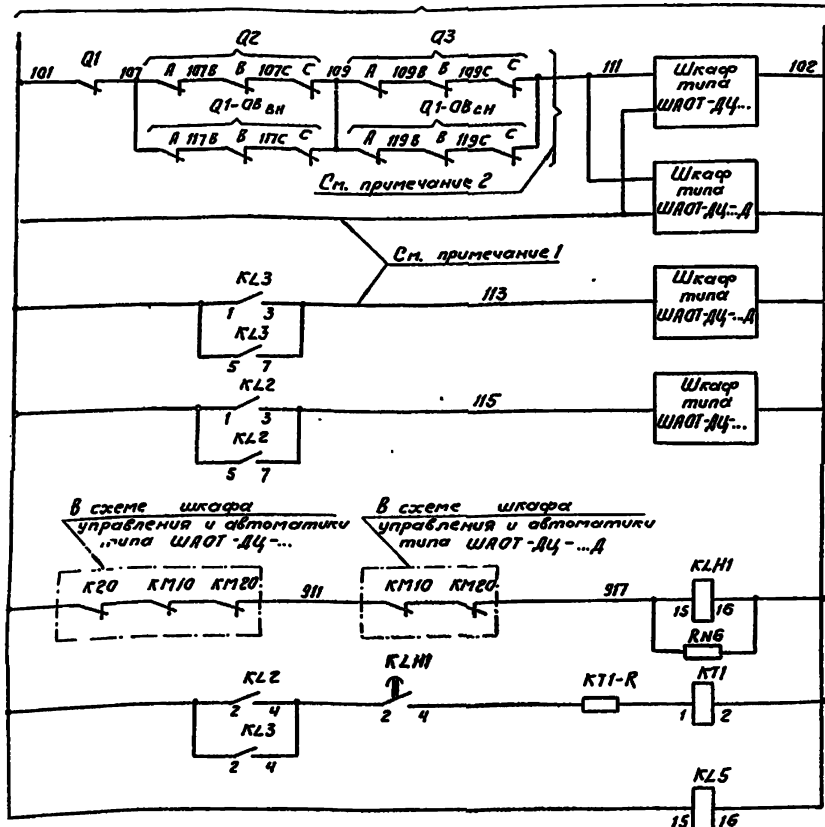 Q2
Q3
101
Q1
107
A
107В
В
107С
С
109
A
109В
В
109С
С
111
Шкаф
типа
ШАОТ-ДЦ...
102
Q1-QВ вн
Q1-QВ сн
A
117В
В
117С
С
A
119В
В
119С
С
См. примечание 2
Шкаф
типа
ШАОТ-ДЦ-...Д
См. примечание 1
KL3
1
3
113
Шкаф
типа
ШАОТ-ДЦ-...Д
KL3
5
7
KL2
1
3
115
Шкаф
типа
ШАОТ-ДЦ-...
KL2
5
7
В схеме шкафа
управления и автоматики
типа ШАОТ-ДЦ-...
В схеме шкафа
управления и автоматики
типа ШАОТ-ДЦ-...Д
K20
KM10
KM20
911
KM10
KM20
917
KLH1
15
16
RH6
KL2
2
4
KLH1
2
4
KT1-R
KT1
1
2
KL3
2
4
KL5
15
16